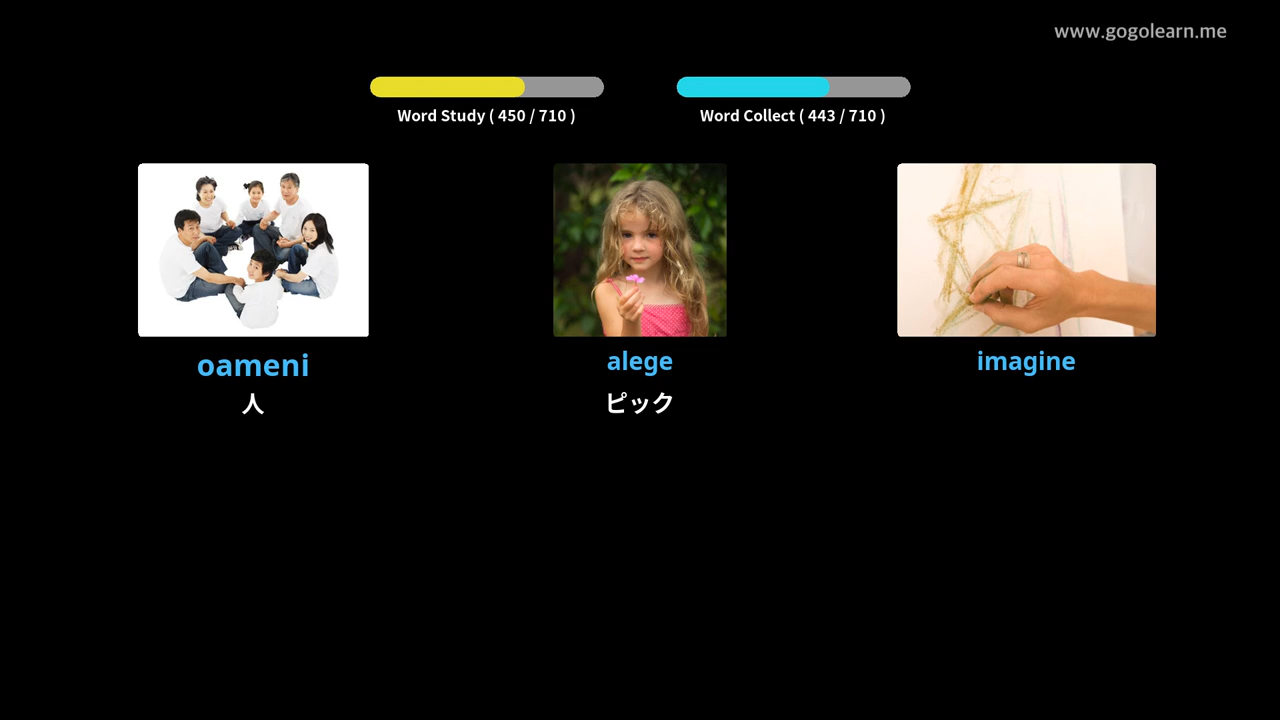 www.gogolearn.me
Word Study ( 450 / 710 )
Word Collect ( 443 / 710 )
oameni
alege
imagine
人
ピック